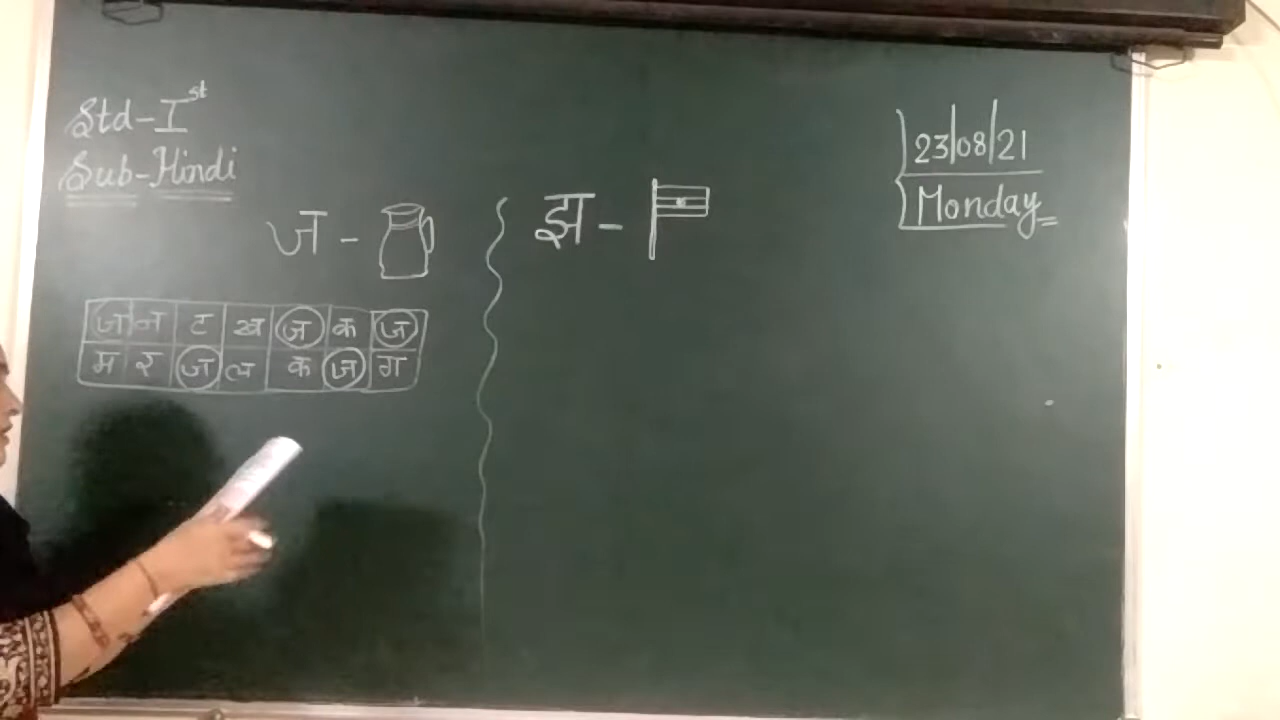 Std-Iˢᵗ
Sub-Hindi
23/08/21
Monday
ज -
झ -
ज न ट ख ज क ज
म र ज ल क ज ग